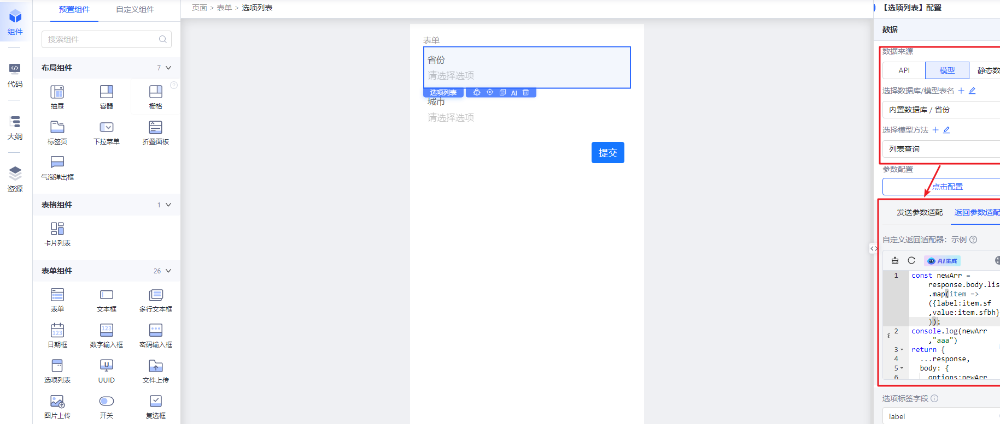 组件
代码
大纲
资源
预置组件
自定义组件
搜索组件
布局组件 7
抽屉
容器
栅格
标签页
下拉菜单
折叠面板
气泡弹出框
表格组件 1
卡片列表
表单组件 26
表单
文本框
多行文本框
123
日期框
123
数字输入框
密码输入框
选项列表
U
UUID
文件上传
图片上传
开关
复选框
页面 > 表单 > 选项列表
表单
省份
请选择选项
选项列表
AI
城市
请选择选项
提交
【选项列表】配置
数据
数据来源
API
模型
静态数
选择数据库/模型表名
内置数据库 / 省份
选择模型方法
列表查询
参数配置
点击配置
发送参数适配
返回参数适配
自定义返回适配器：示例
AI生成
1 const newArr =
response.body.lis
.map(item =>
({label:item.sf
,value:item.sfbh}
));
i 2 console.log(newArr
,"aaa")
3 return {
4 ...response,
5 body: {
6 options:newArr
选项标签字段
label